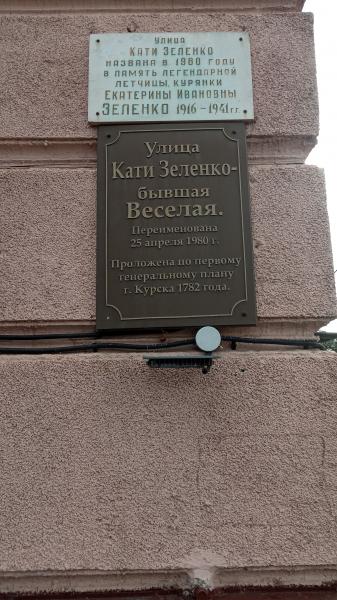 Улица
Кати Зеленко
названа в 1980 году
в память легендарной
летчицы, курянки
Екатерины Ивановны
Зеленко 1916-1941гг.
Улица
Кати Зеленко-
бывшая
Веселая.
Переименована
25 апреля 1980 г.
Проложена по первому
генеральному плану
г. Курска 1782 года.